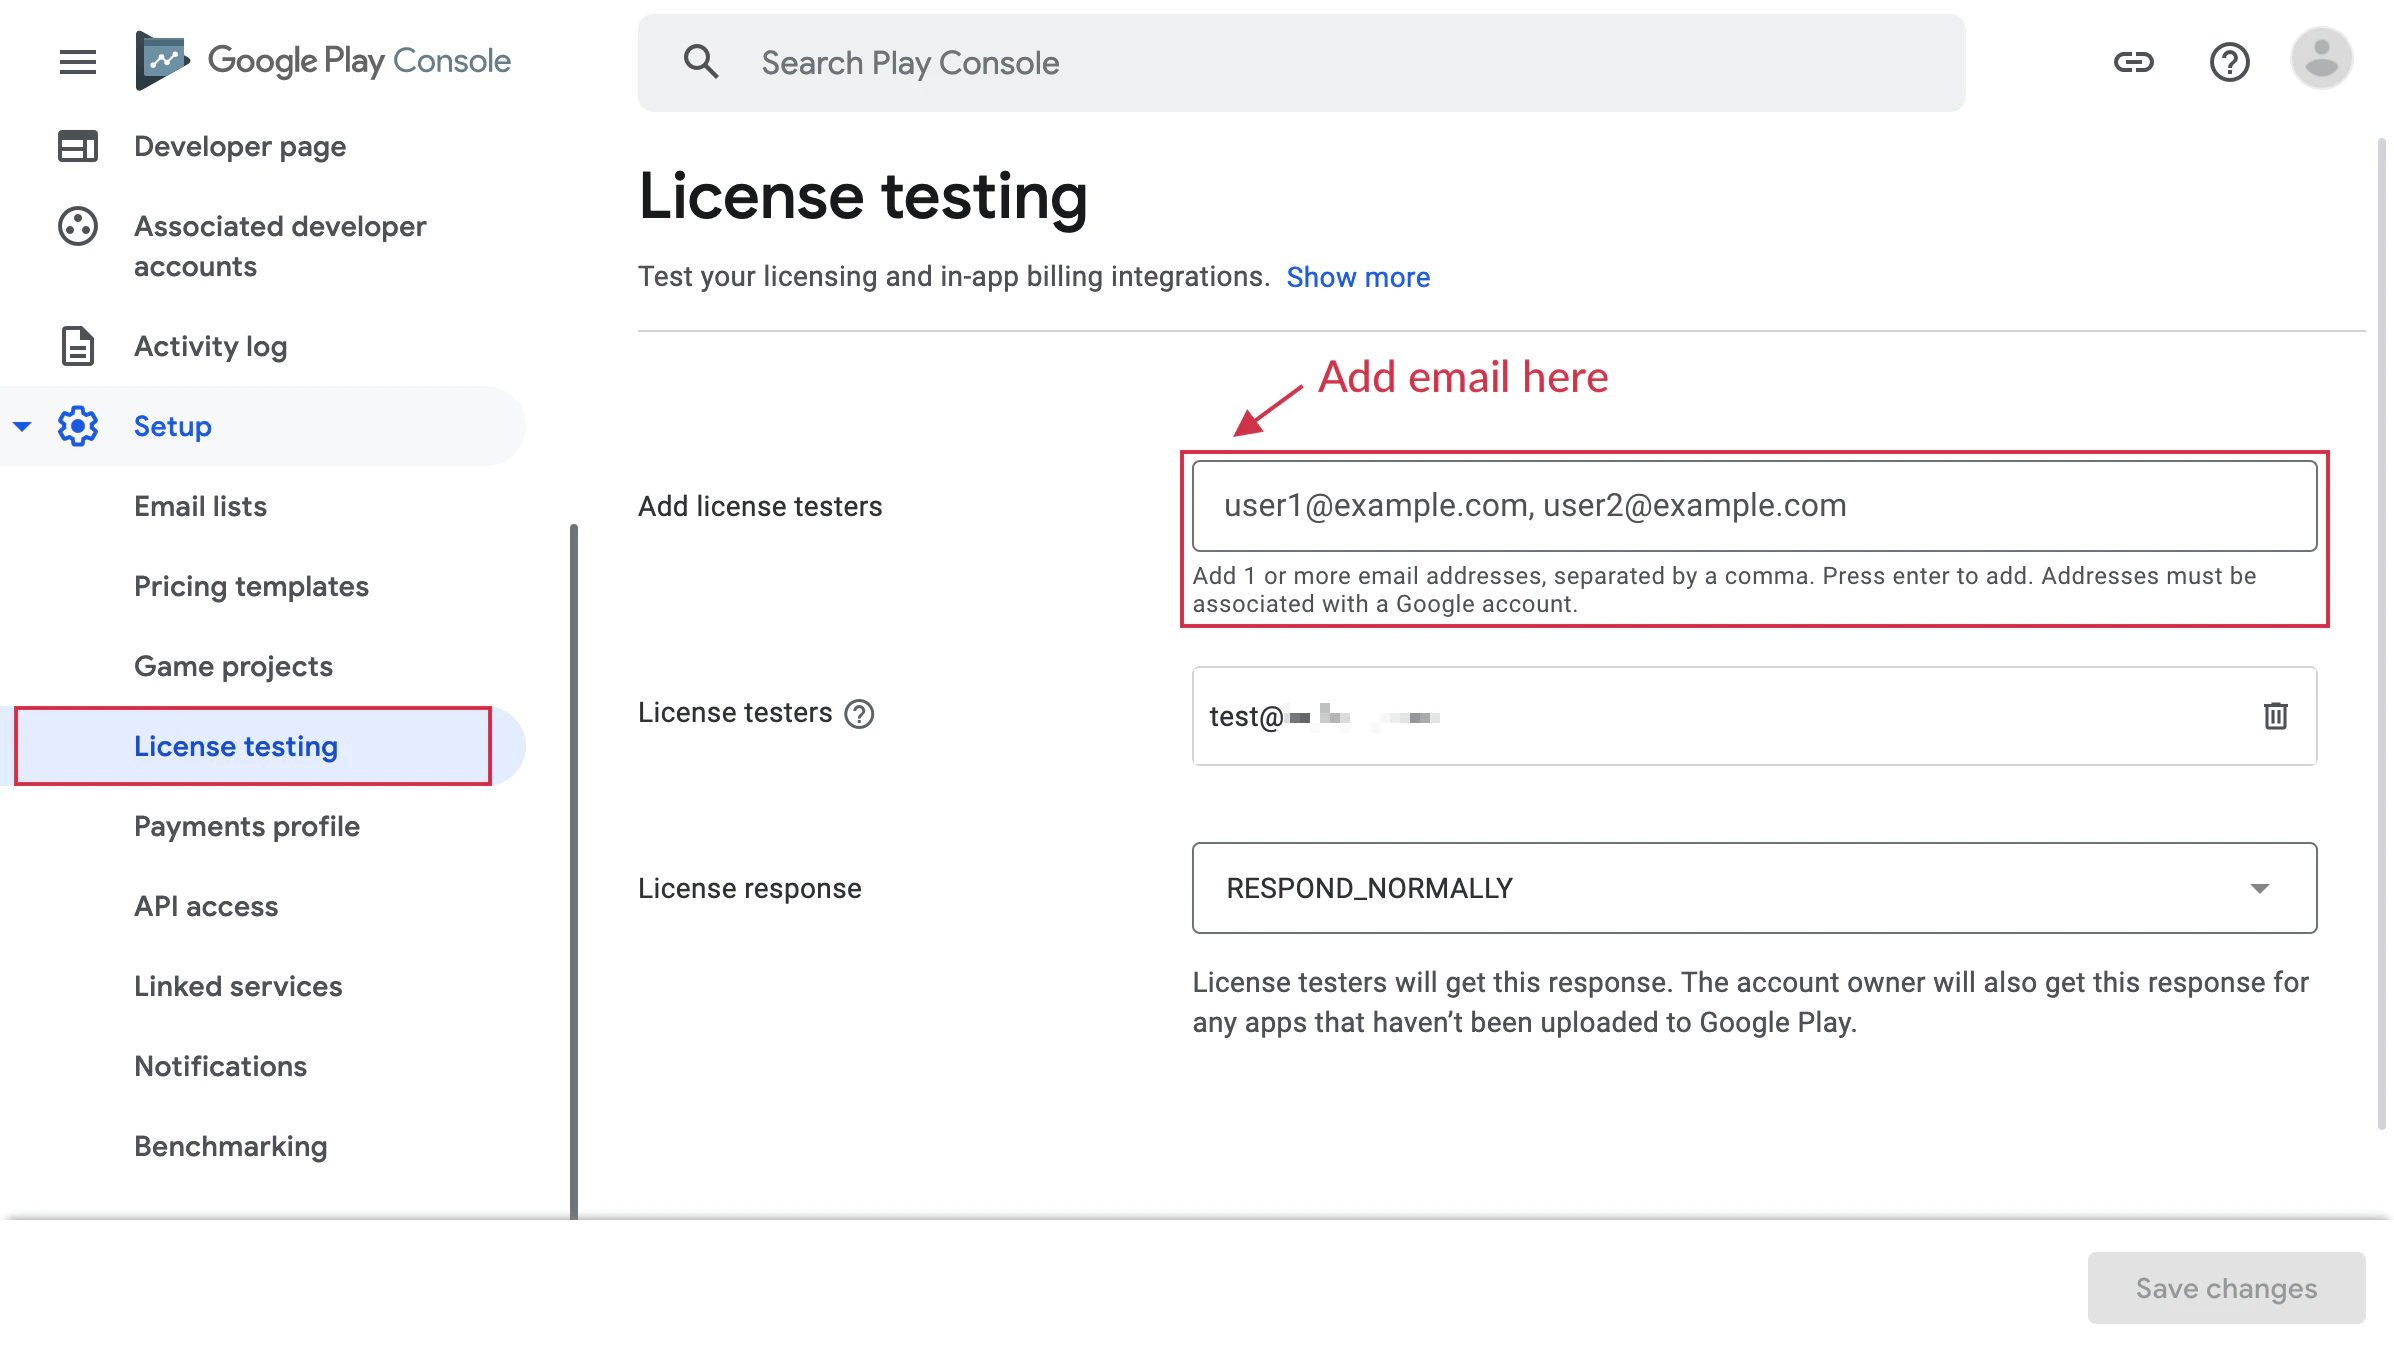 Google Play Console
Search Play Console
Developer page
Associated developer
accounts
Activity log
Setup
Email lists
Pricing templates
Game projects
License testing
Payments profile
API access
Linked services
Notifications
Benchmarking
License testing
Test your licensing and in-app billing integrations. Show more
Add email here
Add license testers
user1@example.com, user2@example.com
Add 1 or more email addresses, separated by a comma. Press enter to add. Addresses must be
associated with a Google account.
License testers
test@
License response
RESPOND_NORMALLY
License testers will get this response. The account owner will also get this response for
any apps that haven’t been uploaded to Google Play.
Save changes